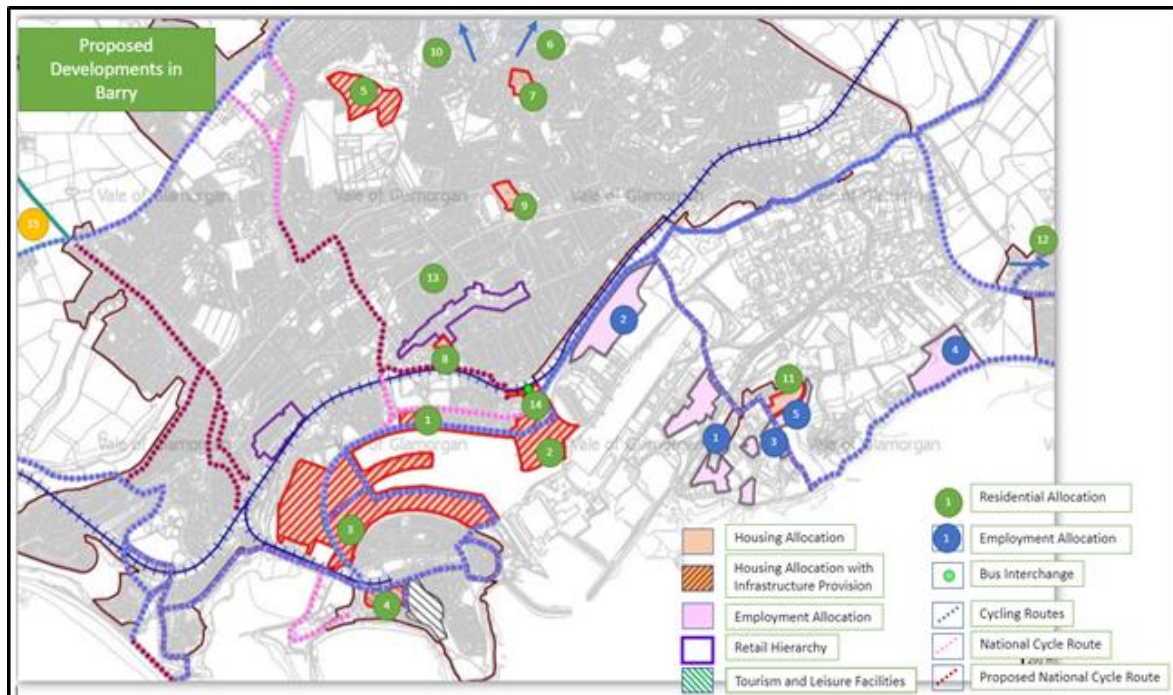 Proposed
Developments in
Barry
10
6
5
7
Vale of Glamorgan
Vale of Glamorgan
Vale of Glamorgan
9
15
12
13
2
4
8
11
14
1
5
Vale of Glamorgan
Vale of Glamorgan
Vale of Glamorgan
2
1
3
3
4
Housing Allocation
Housing Allocation with
Infrastructure Provision
Employment Allocation
Retail Hierarchy
Tourism and Leisure Facilities
1
Residential Allocation
1
Employment Allocation
Bus Interchange
Cycling Routes
National Cycle Route
Proposed National Cycle Route